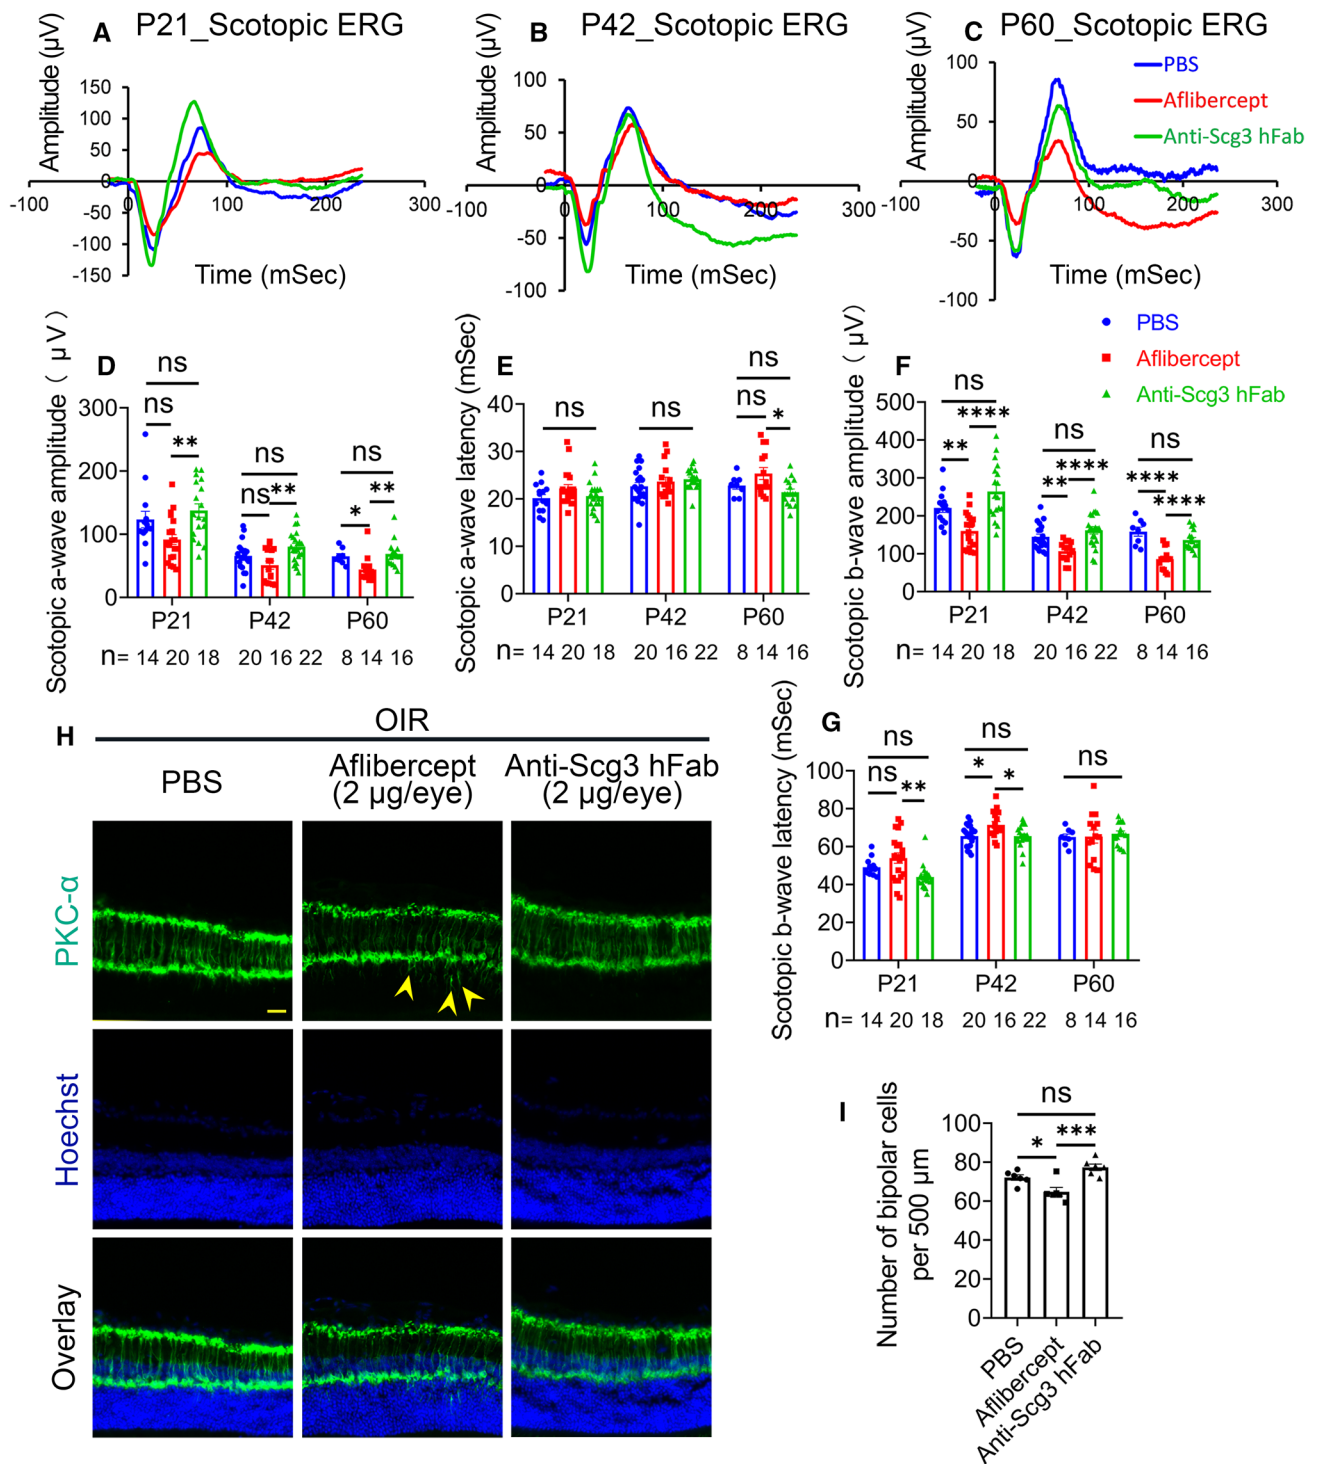 A P21_Scotopic ERG
B P42_Scotopic ERG
C P60_Scotopic ERG
Amplitude (μV)
150
100
50
0
-50
-100
-150
-100 0 100 200 300
Time (mSec)
Amplitude (μV)
100
50
0
-50
-100
-100 0 100 200 300
Time (mSec)
Amplitude (μV)
100
50
0
-50
-100
-100 0 100 200 300
Time (mSec)
PBS
Aflibercept
Anti-Scg3 hFab
PBS
Aflibercept
Anti-Scg3 hFab
D
Scotopic a-wave amplitude ( μV)
300
200
100
0
ns
ns
**
ns
ns
**
ns
*
**
P21 P42 P60
n= 14 20 18 20 16 22 8 14 16
E
Scotopic a-wave latency (mSec)
40
30
20
10
0
ns
ns
ns
ns
*
P21 P42 P60
n= 14 20 18 20 16 22 8 14 16
F
Scotopic b-wave amplitude ( μV)
500
400
300
200
100
0
ns
****
**
ns
****
**
ns
****
****
P21 P42 P60
n= 14 20 18 20 16 22 8 14 16
G
Scotopic b-wave latency (mSec)
100
80
60
40
20
0
ns
ns
**
ns
*
*
ns
P21 P42 P60
n= 14 20 18 20 16 22 8 14 16
H
OIR
PBS
Aflibercept
(2 μg/eye)
Anti-Scg3 hFab
(2 μg/eye)
PKC-α
Hoechst
Overlay
I
Number of bipolar cells
per 500 μm
100
80
60
40
20
0
ns
*
***
PBS
Aflibercept
Anti-Scg3 hFab